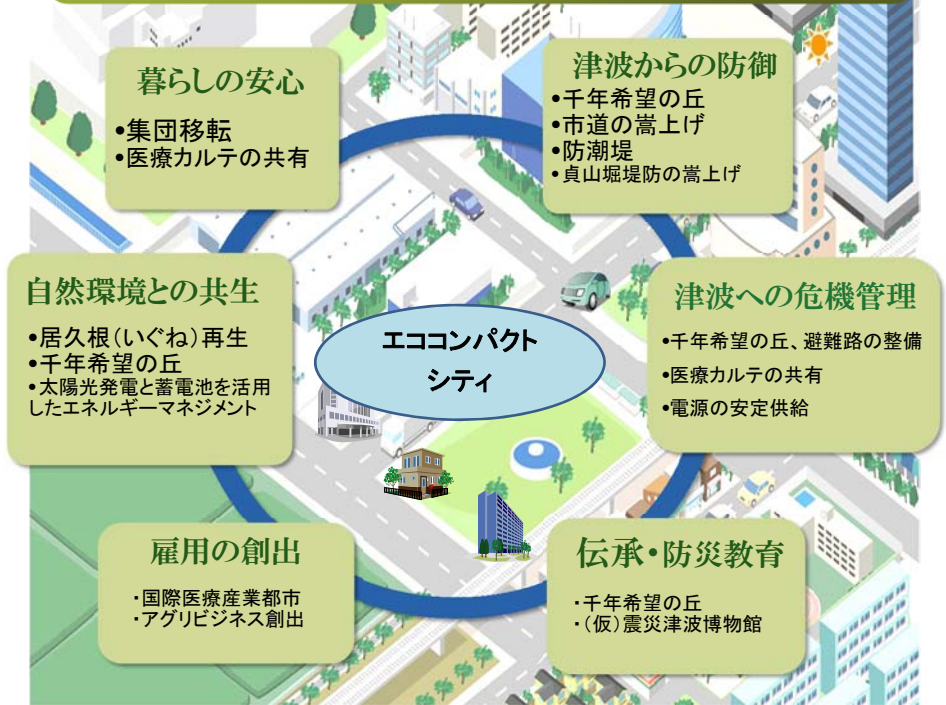 暮らしの安心
•集団移転
•医療カルテの共有
津波からの防御
•千年希望の丘
•市道の嵩上げ
•防潮堤
•貞山堀堤防の嵩上げ
自然環境との共生
•居久根(いぐね)再生
•千年希望の丘
•太陽光発電と蓄電池を活用
したエネルギーマネジメント
エココンパクト
シティ
津波への危機管理
•千年希望の丘、避難路の整備
•医療カルテの共有
•電源の安定供給
雇用の創出
・国際医療産業都市
・アグリビジネス創出
伝承・防災教育
・千年希望の丘
・(仮)震災津波博物館